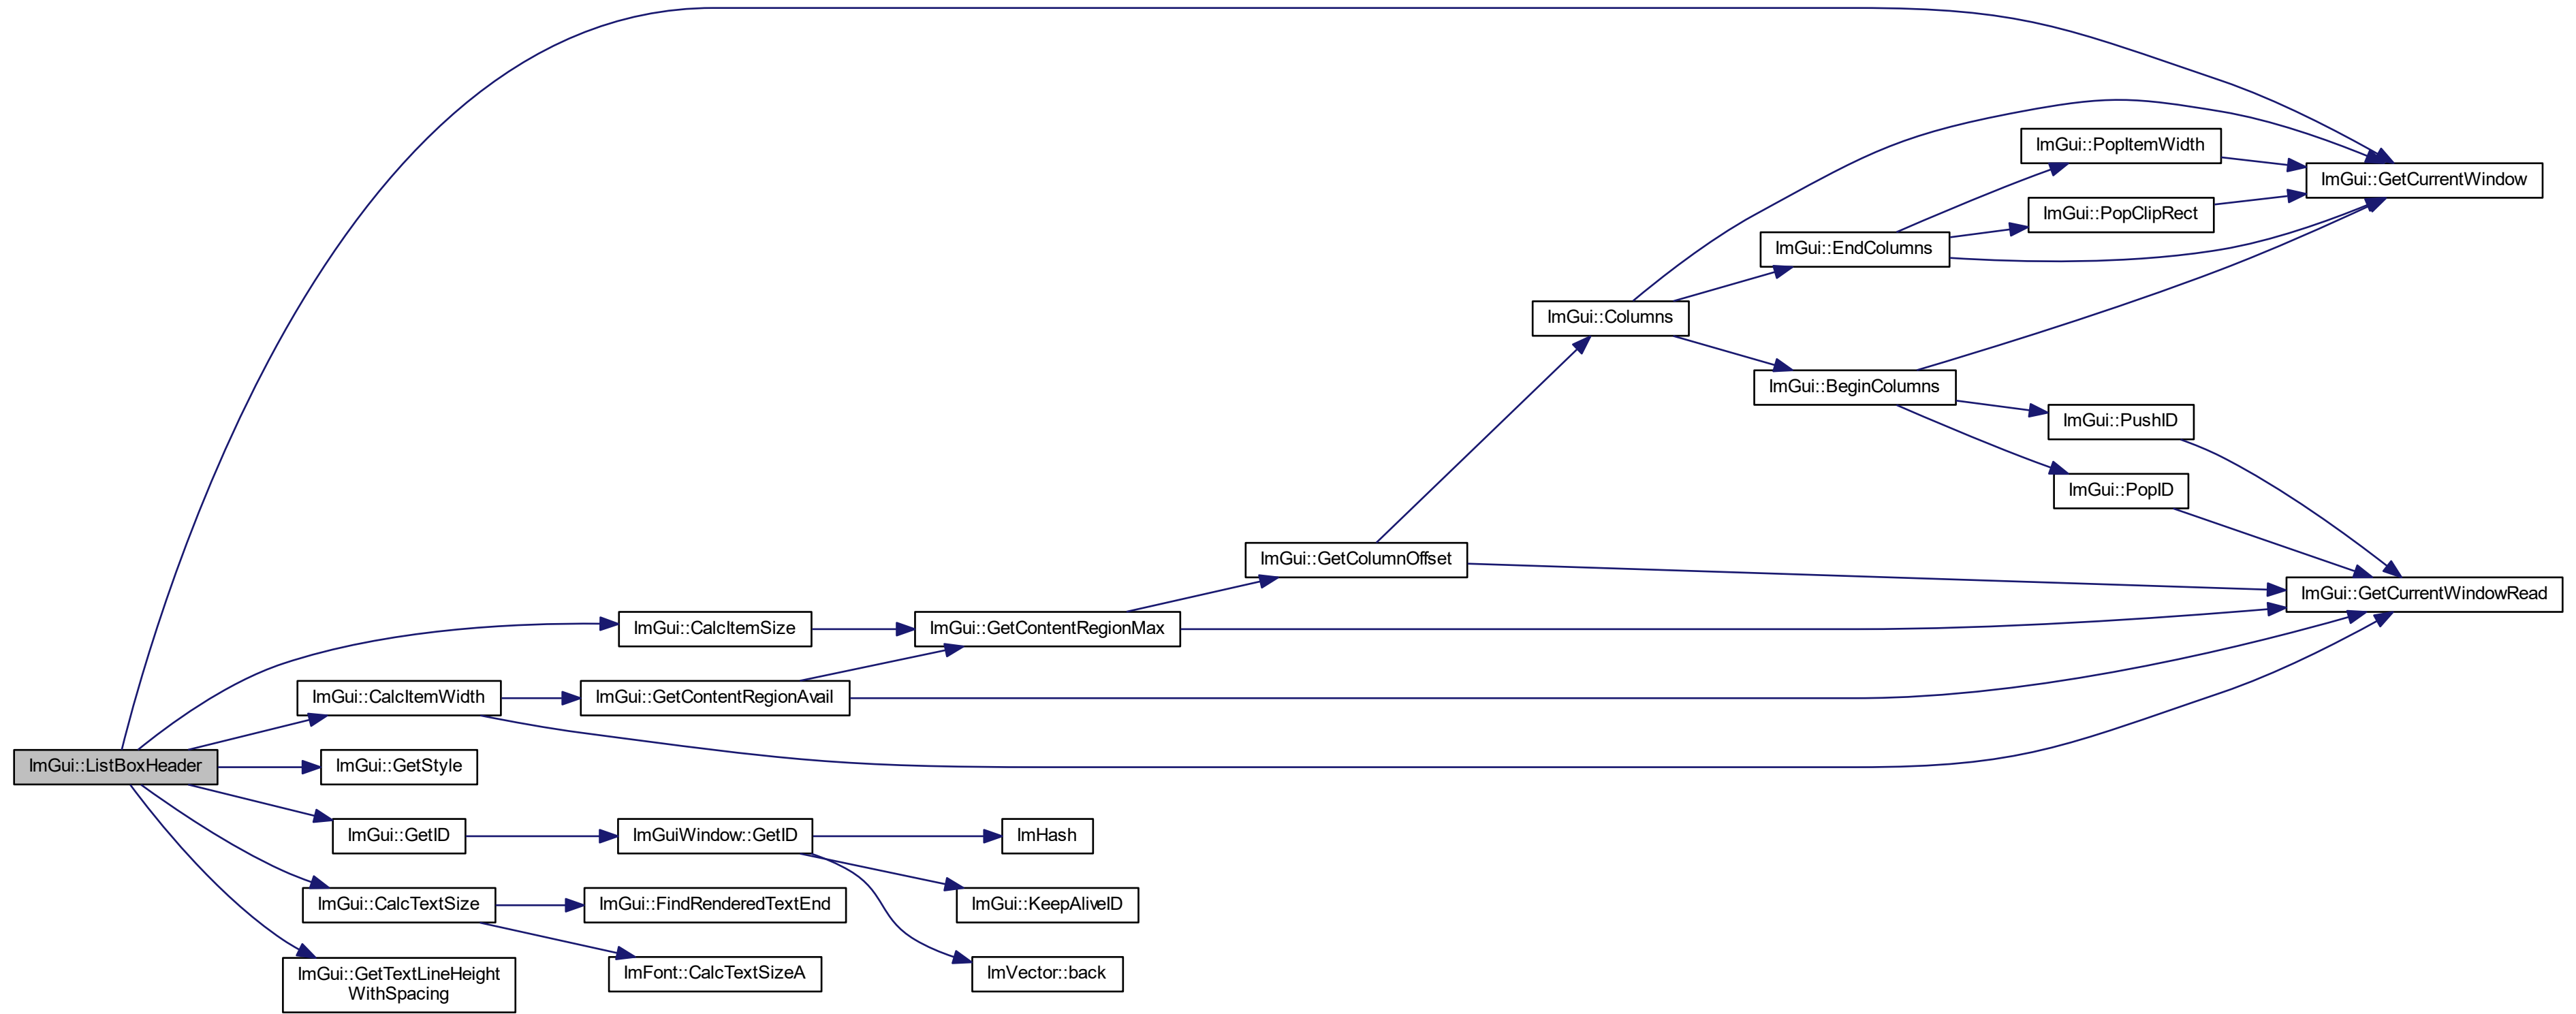 ImGui::PopItemWidth
ImGui::GetCurrentWindow
ImGui::PopClipRect
ImGui::EndColumns
ImGui::Columns
ImGui::BeginColumns
ImGui::PushID
ImGui::PopID
ImGui::GetColumnOffset
ImGui::GetCurrentWindowRead
ImGui::CalcItemSize
ImGui::GetContentRegionMax
ImGui::CalcItemWidth
ImGui::GetContentRegionAvail
ImGui::ListBoxHeader
ImGui::GetStyle
ImGui::GetID
ImGuiWindow::GetID
ImHash
ImGui::CalcTextSize
ImGui::FindRenderedTextEnd
ImGui::KeepAliveID
ImGui::GetTextLineHeight
WithSpacing
ImFont::CalcTextSizeA
ImVector::back